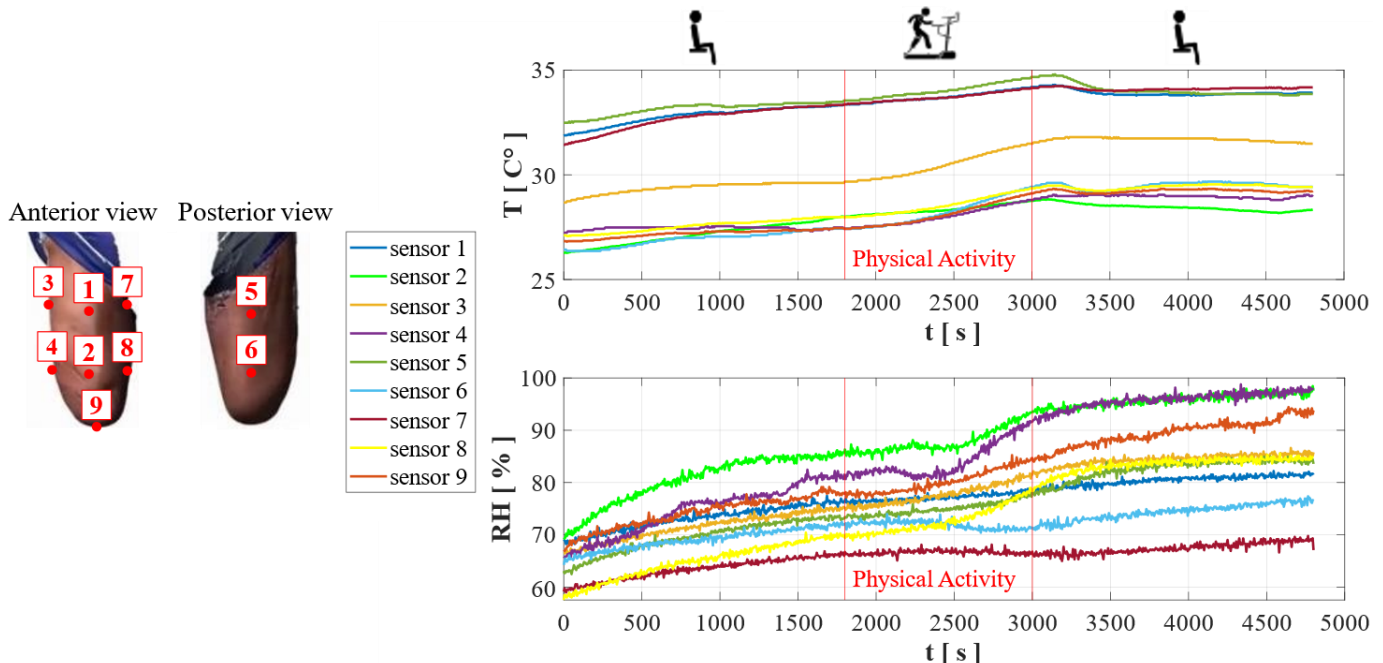 Anterior view Posterior view
3
1
7
4
2
8
9
5
6
sensor 1
sensor 2
sensor 3
sensor 4
sensor 5
sensor 6
sensor 7
sensor 8
sensor 9
T [ C° ]
35
30
25
Physical Activity
0 500 1000 1500 2000 2500 3000 3500 4000 4500 5000
t [ s ]
RH [ % ]
100
90
80
70
60
Physical Activity
0 500 1000 1500 2000 2500 3000 3500 4000 4500 5000
t [ s ]